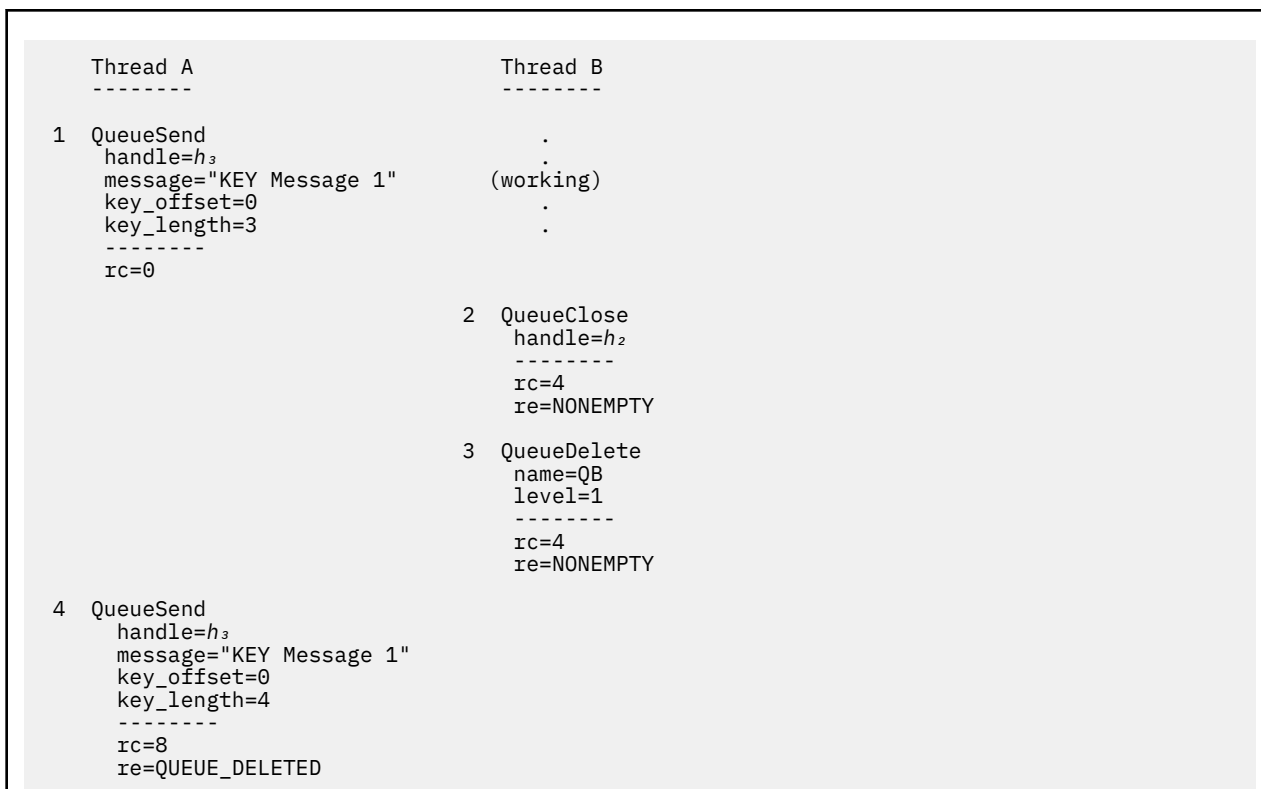 Thread A Thread B
-------- --------
1 QueueSend .
handle=h₃ .
message="KEY Message 1" (working)
key_offset=0 .
key_length=3 .
--------
rc=0
2 QueueClose
handle=h₂
--------
rc=4
re=NONEMPTY
3 QueueDelete
name=QB
level=1
--------
rc=4
re=NONEMPTY
4 QueueSend
handle=h₃
message="KEY Message 1"
key_offset=0
key_length=4
--------
rc=8
re=QUEUE_DELETED